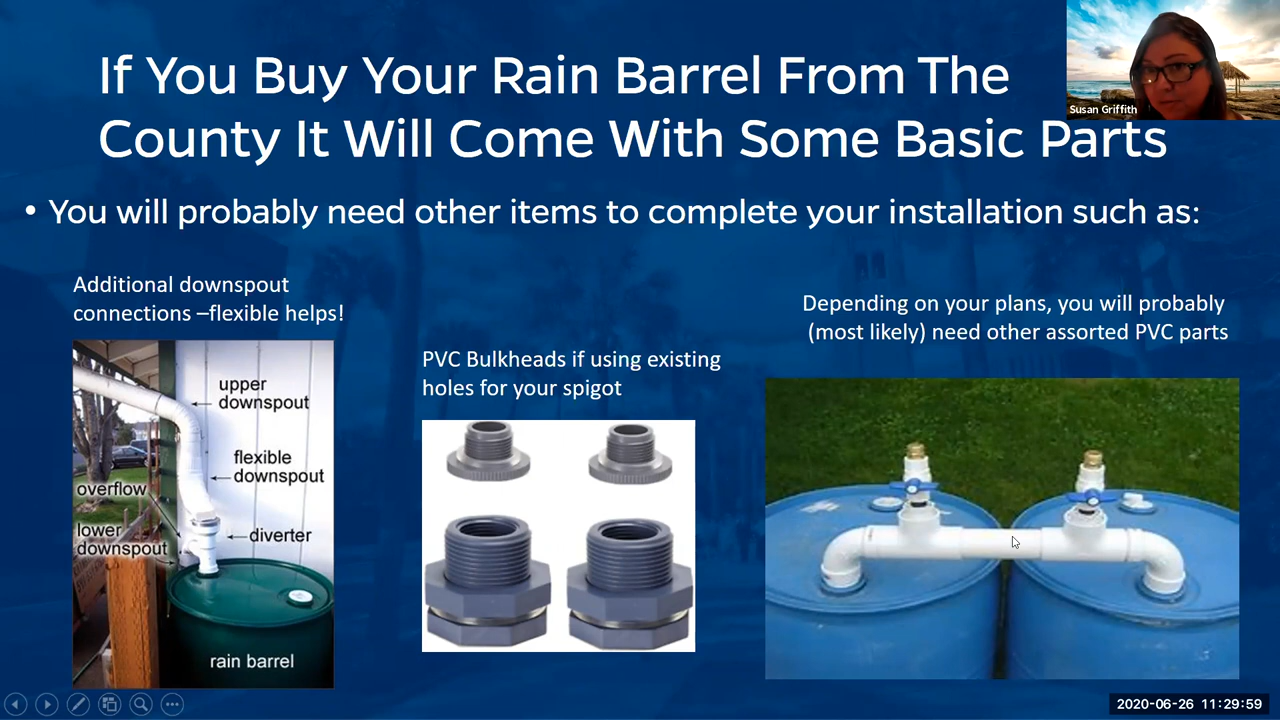 If You Buy Your Rain Barrel From The
County It Will Come With Some Basic Parts
Susan Griffith
• You will probably need other items to complete your installation such as:
Additional downspout
connections –flexible helps!
upper
downspout
flexible
downspout
overflow
lower
downspout
diverter
rain barrel
PVC Bulkheads if using existing
holes for your spigot
Depending on your plans, you will probably
(most likely) need other assorted PVC parts
2020-06-26 11:29:59